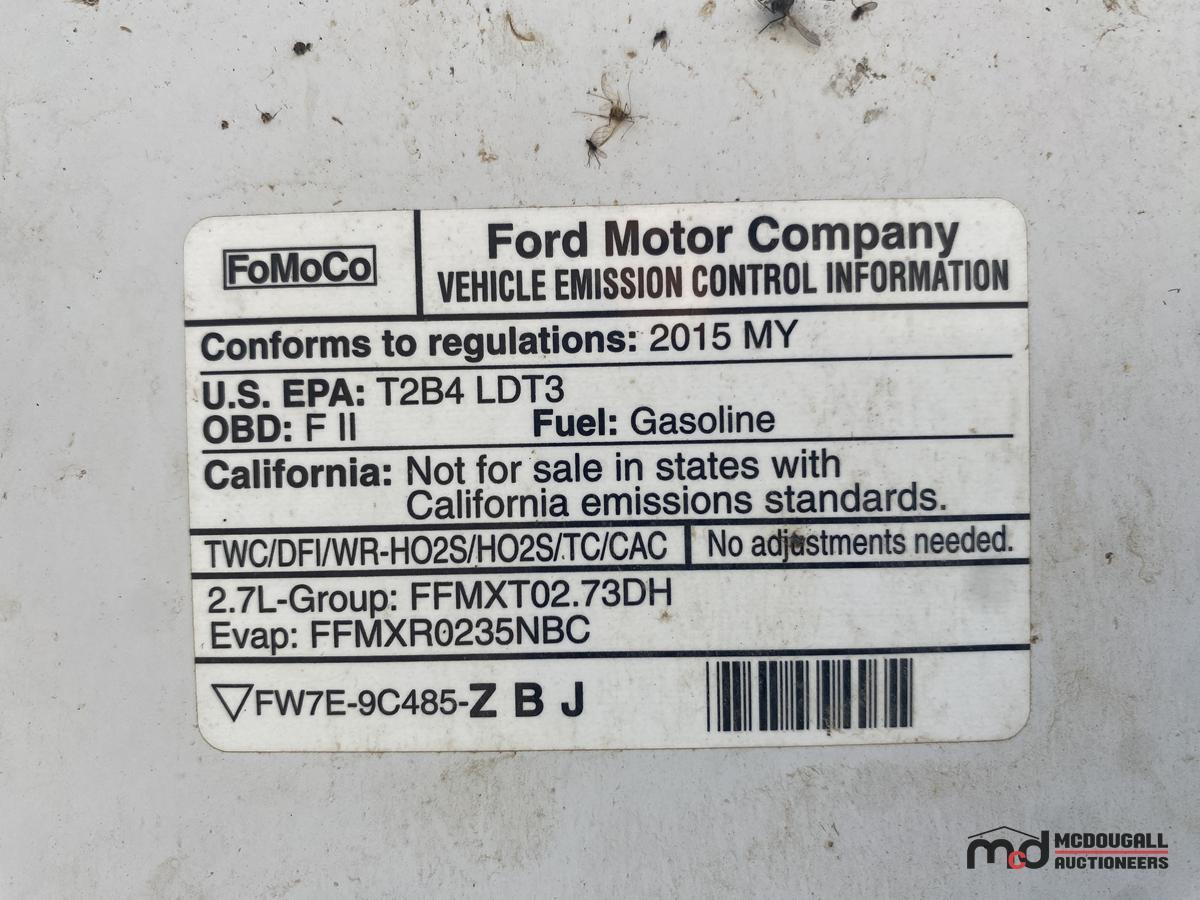 FoMoCo
Ford Motor Company
VEHICLE EMISSION CONTROL INFORMATION
Conforms to regulations: 2015 MY
U.S. EPA: T2B4 LDT3
OBD: F II Fuel: Gasoline
California: Not for sale in states with
California emissions standards.
TWC/DFI/WR-HO2S/HO2S/TC/CAC No adjustments needed.
2.7L-Group: FFMXT02.73DH
Evap: FFMXR0235NBC
FW7E-9C485-Z B J
mcd MCDOUGALL
AUCTIONEERS